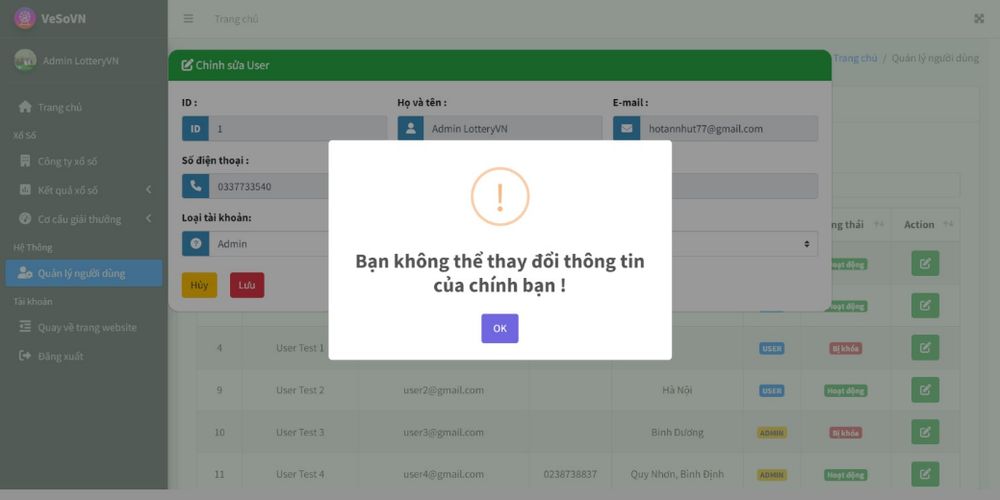 VeSoVN
Trang chủ
Admin LotteryVN
Trang chủ / Quản lý người dùng
Chỉnh sửa User
Trang chủ
Xổ Số
Công ty xổ số
Kết quả xổ số
Cơ cấu giải thưởng
Hệ Thống
Quản lý người dùng
Tài khoản
Quay về trang website
Đăng xuất
ID :
Họ và tên :
E-mail :
ID 1
Admin LotteryVN
hotannhut77@gmail.com
Số điện thoại :
0337733540
Loại tài khoản:
Admin
Hủy
Lưu
!
Bạn không thể thay đổi thông tin
của chính bạn !
OK
ng thái
Action
Hoạt động
Hoạt động
4 User Test 1 USER Bị khóa
9 User Test 2 user2@gmail.com Hà Nội USER Hoạt động
10 User Test 3 user3@gmail.com Bình Dương ADMIN Bị khóa
11 User Test 4 user4@gmail.com 0238738837 Quy Nhơn, Bình Định ADMIN Hoạt động